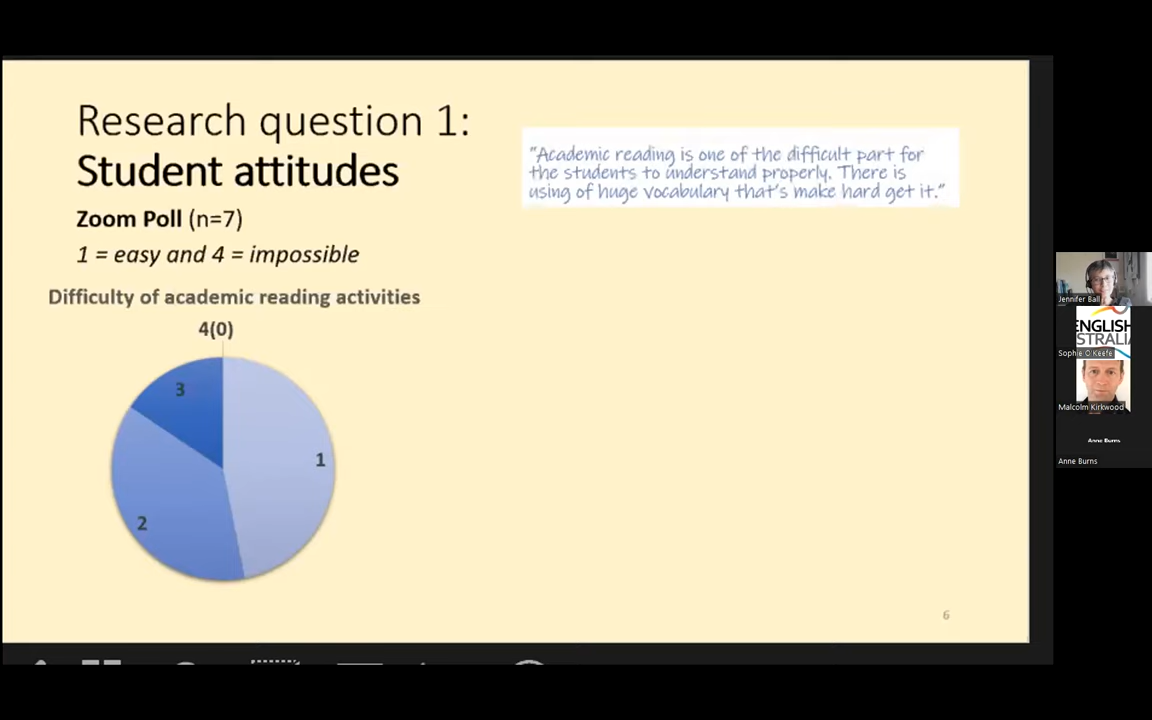 Research question 1:
Student attitudes
Zoom Poll (n=7)
1 = easy and 4 = impossible
Difficulty of academic reading activities
4(0)
3
1
2
"Academic reading is one of the difficult part for
the students to understand properly. There is
using of huge vocabulary that's make hard get it."
6
Jennifer Ball
ENGLISH
STRALIA
Sophie O Keefe
Malcolm Kirkwood
Anne Burns
Anne Burns